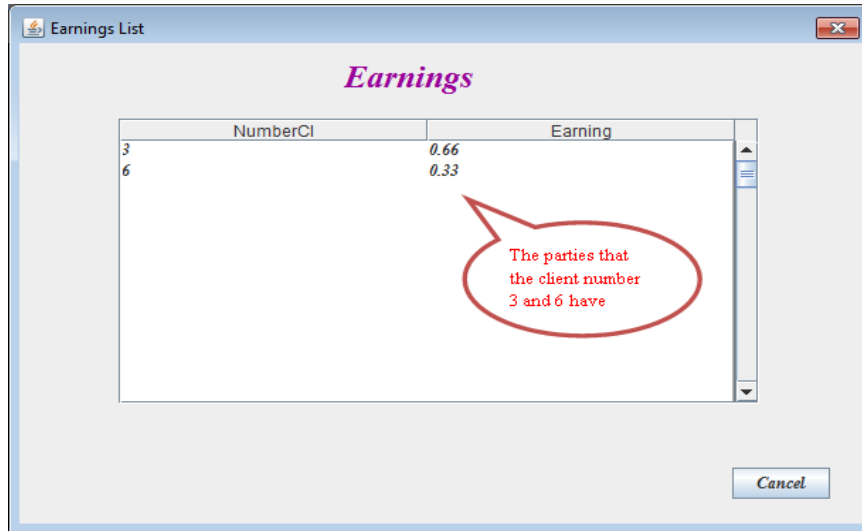 Earnings List
Earnings
NumberCl Earning
3 0.66
6 0.33
The parties that
the client number
3 and 6 have
Cancel